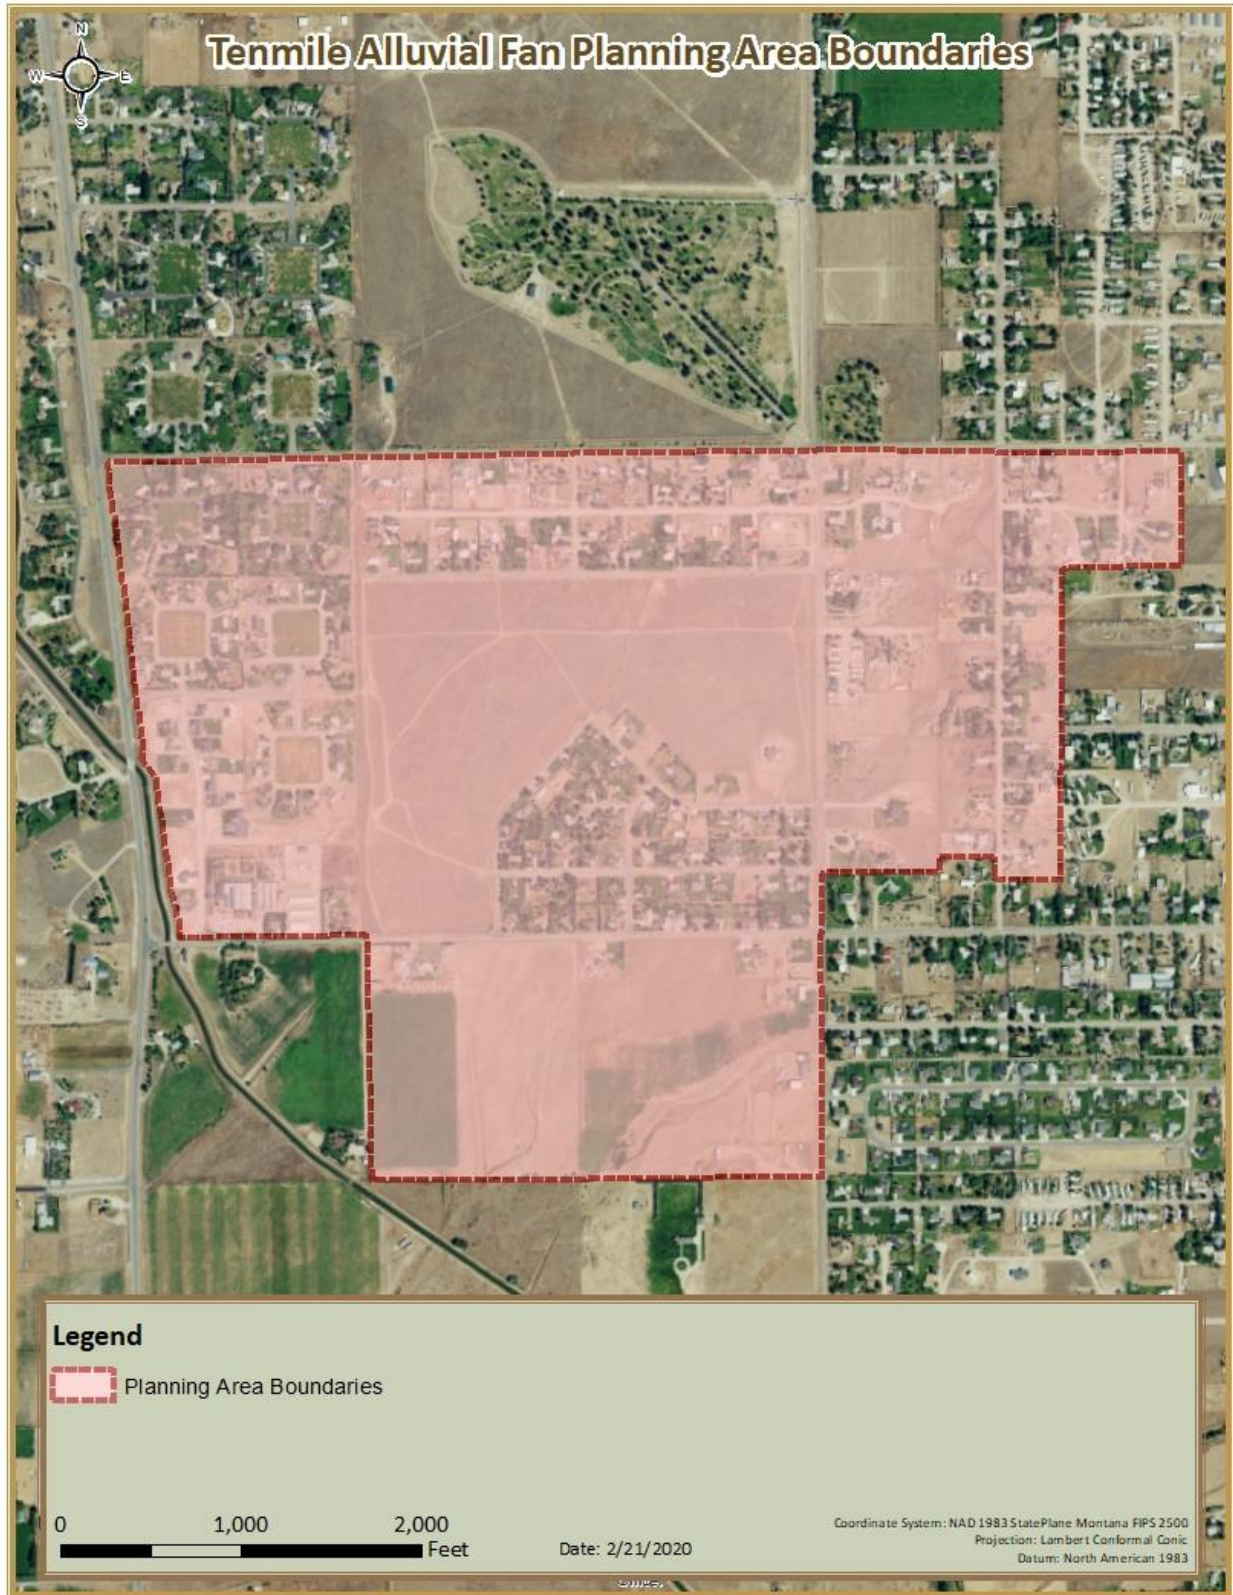 N
Tenmile Alluvial Fan Planning Area Boundaries
W E
S
Legend
Planning Area Boundaries
0 1,000 2,000
Feet
Date: 2/21/2020
Coordinate System: NAD 1983 StatePlane Montana FIPS 2500
Projection: Lambert Conformal Conic
Datum: North American 1983